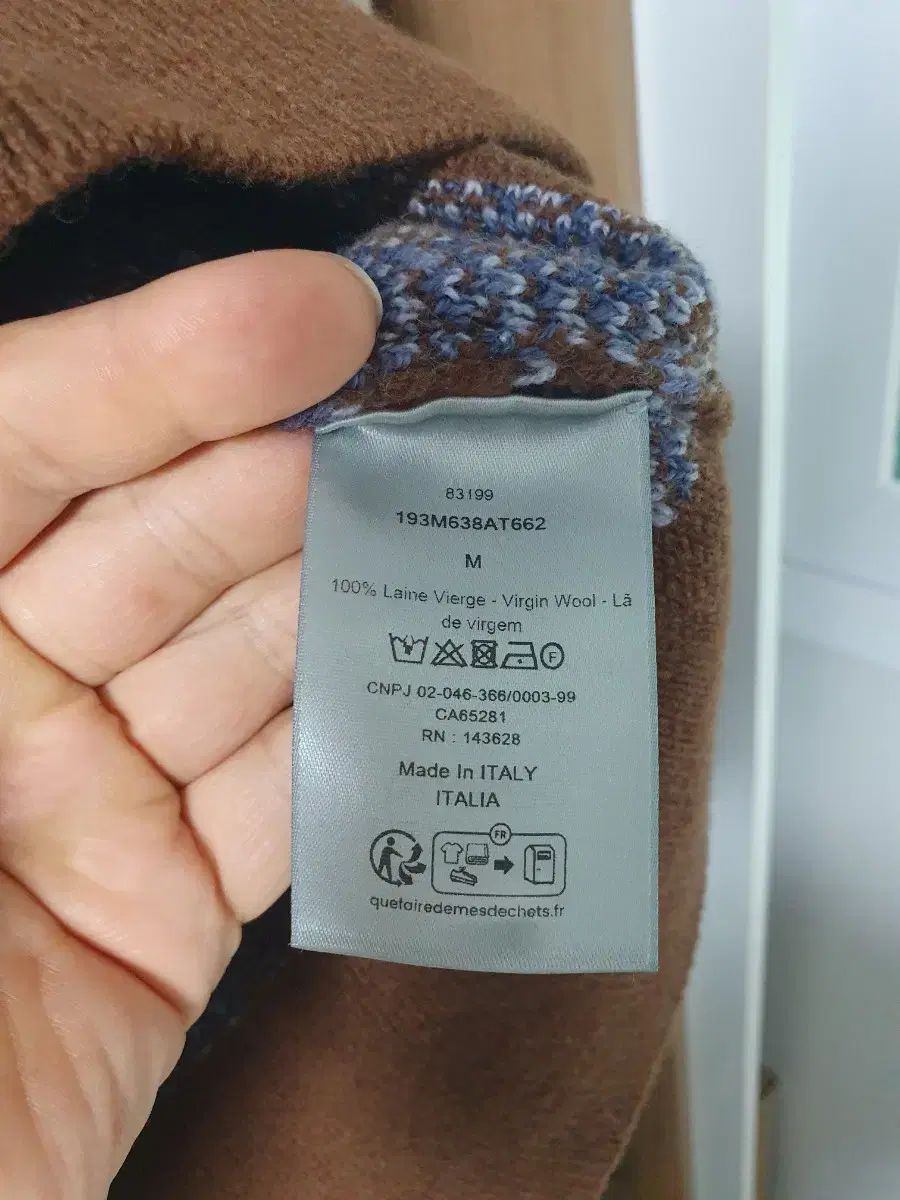 83199
193M638AT662
M
100% Laine Vierge - Virgin Wool - Lã
de virgem
F
CNPJ 02-046-366/0003-99
CA65281
RN : 143628
Made In ITALY
ITALIA
FR
quefairedemesdechets.fr